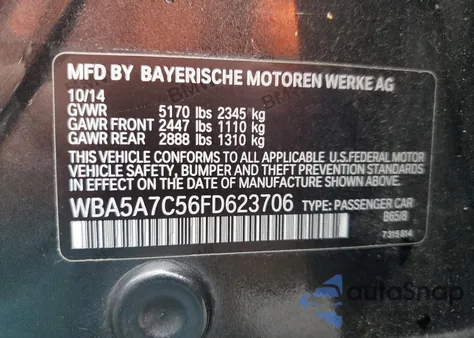 MFD BY BAYERISCHE MOTOREN WERKE AG
10/14
GVWR 5170 lbs 2345 kg
GAWR FRONT 2447 lbs 1110 kg
GAWR REAR 2888 lbs 1310 kg
THIS VEHICLE CONFORMS TO ALL APPLICABLE U.S.FEDERAL MOTOR
VEHICLE SAFETY, BUMPER AND THEFT PREVENTION STANDARDS
IN EFFECT ON THE DATE OF MANUFACTURE SHOWN ABOVE.
WBA5A7C56FD623706 TYPE: PASSENGER CAR
B65/8
7 315 814
autoSnap